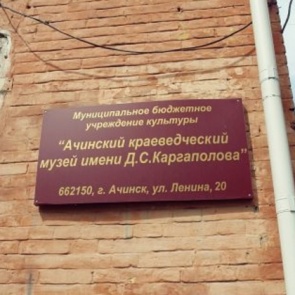 Муниципальное бюджетное
учреждение культуры
“Ачинский краеведческий
музей имени Д.С.Каргаполова”
662150, г. Ачинск, ул. Ленина, 20